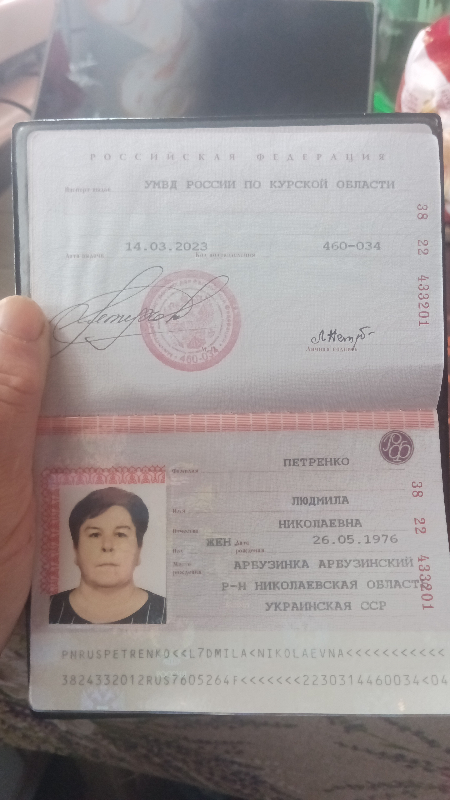 РОССИЙСКАЯ ФЕДЕРАЦИЯ
Паспорт выдан УМВД РОССИИ ПО КУРСКОЙ ОБЛАСТИ
Дата выдачи 14.03.2023 Код подразделения 460-034
460-034
Личная подпись
38 22 433201
Фамилия ПЕТРЕНКО
Имя ЛЮДМИЛА
Отчество НИКОЛАЕВНА
Пол ЖЕН Дата рождения 26.05.1976
Место рождения АРБУЗИНКА АРБУЗИНСКИЙ
Р-Н НИКОЛАЕВСКАЯ ОБЛАСТЬ
УКРАИНСКАЯ ССР
38 22 433201
PNRUSPETRENKO<<L7DMILA<NIKOLAEVNA<<<<<<<<<<<
3824332012RUS7605264F<<<<<<<2230314460034<04